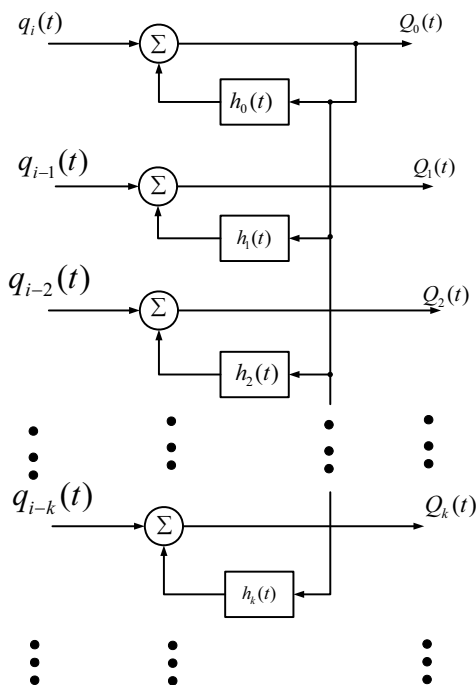 q_i(t) Σ Q_0(t)
h_0(t)
q_{i-1}(t) Σ Q_1(t)
h_1(t)
q_{i-2}(t) Σ Q_2(t)
h_2(t)
q_{i-k}(t) Σ Q_k(t)
h_k(t)